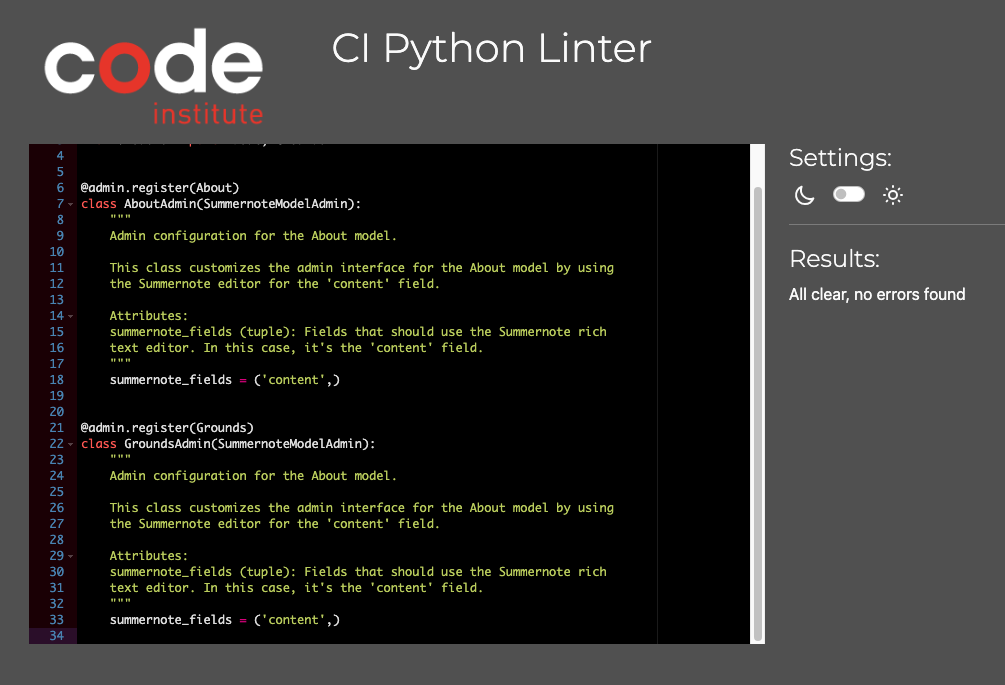 code
institute
CI Python Linter
4
5
6 @admin.register(About)
7 class AboutAdmin(SummernoteModelAdmin):
8 """
9 Admin configuration for the About model.
10
11 This class customizes the admin interface for the About model by using
12 the Summernote editor for the 'content' field.
13
14 Attributes:
15 summernote_fields (tuple): Fields that should use the Summernote rich
16 text editor. In this case, it's the 'content' field.
17 """
18 summernote_fields = ('content',)
19
20
21 @admin.register(Grounds)
22 class GroundsAdmin(SummernoteModelAdmin):
23 """
24 Admin configuration for the About model.
25
26 This class customizes the admin interface for the About model by using
27 the Summernote editor for the 'content' field.
28
29 Attributes:
30 summernote_fields (tuple): Fields that should use the Summernote rich
31 text editor. In this case, it's the 'content' field.
32 """
33 summernote_fields = ('content',)
34
Settings:
Results:
All clear, no errors found